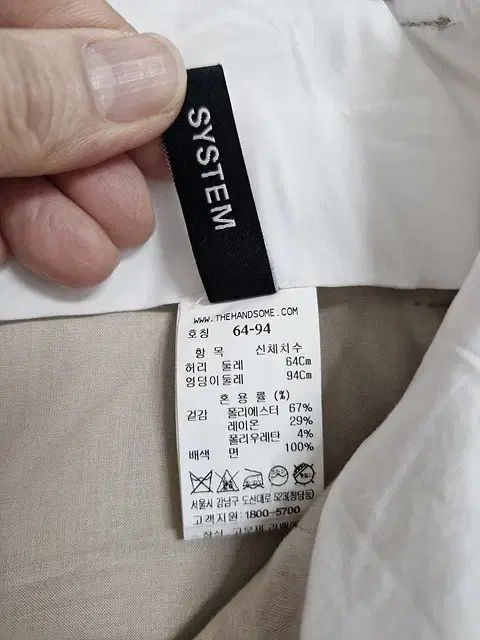 SYSTEM
WWW.THEHANDSOME.COM
호칭 64-94
항 목 신체치수
허리 둘레 64Cm
엉덩이둘레 94Cm
혼 용 률 (%)
겉감 폴리에스터 67%
레이온 29%
폴리우레탄 4%
배색 면 100%
서울시 강남구 도산대로 523(청담동)
고객지원:1800-5700